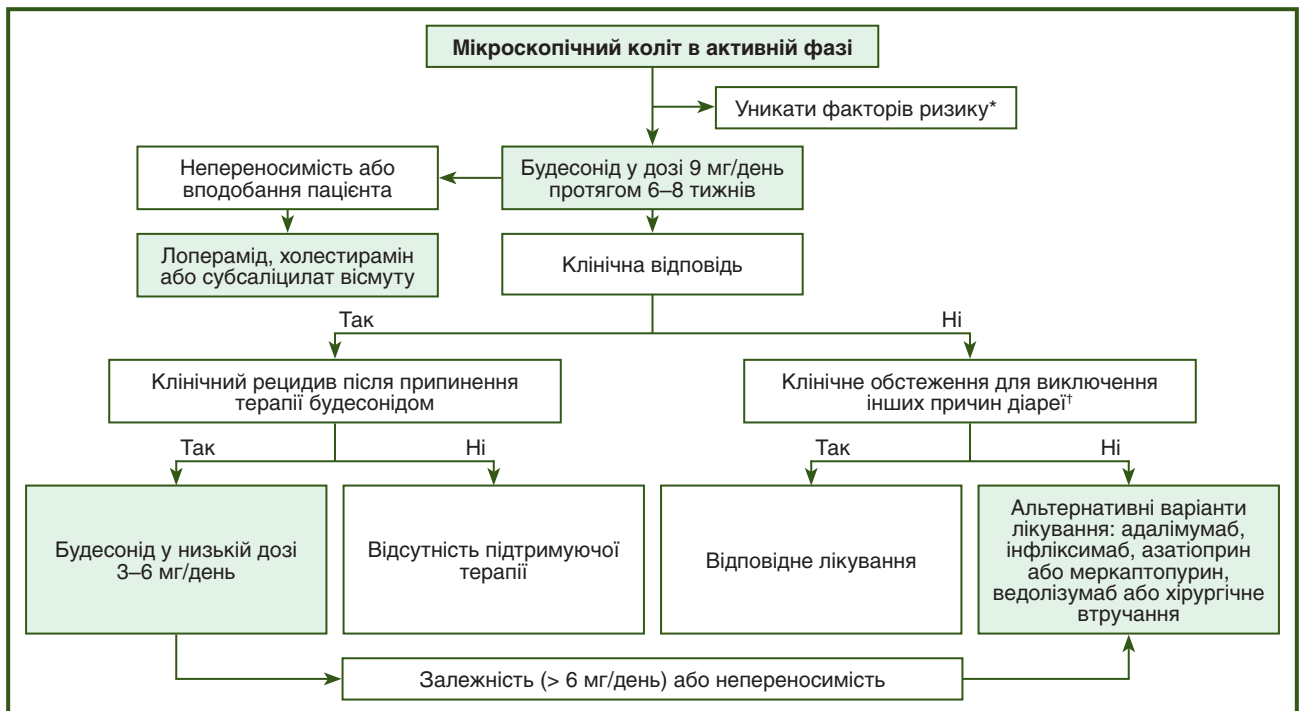 Мікроскопічний коліт в активній фазі
Уникати факторів ризику*
Непереносимість або
вподобання пацієнта
Будесонід у дозі 9 мг/день
протягом 6–8 тижнів
Лоперамід, холестирамін
або субсаліцилат вісмуту
Клінічна відповідь
Так
Ні
Клінічний рецидив після припинення
терапії будесонідом
Клінічне обстеження для виключення
інших причин діареї†
Так
Ні
Так
Ні
Будесонід у низькій дозі
3–6 мг/день
Відсутність підтримуючої
терапії
Відповідне лікування
Альтернативні варіанти
лікування: адалімумаб,
інфліксимаб, азатіоприн
або меркаптопурин,
ведолізумаб або хірургічне
втручання
Залежність (> 6 мг/день) або непереносимість